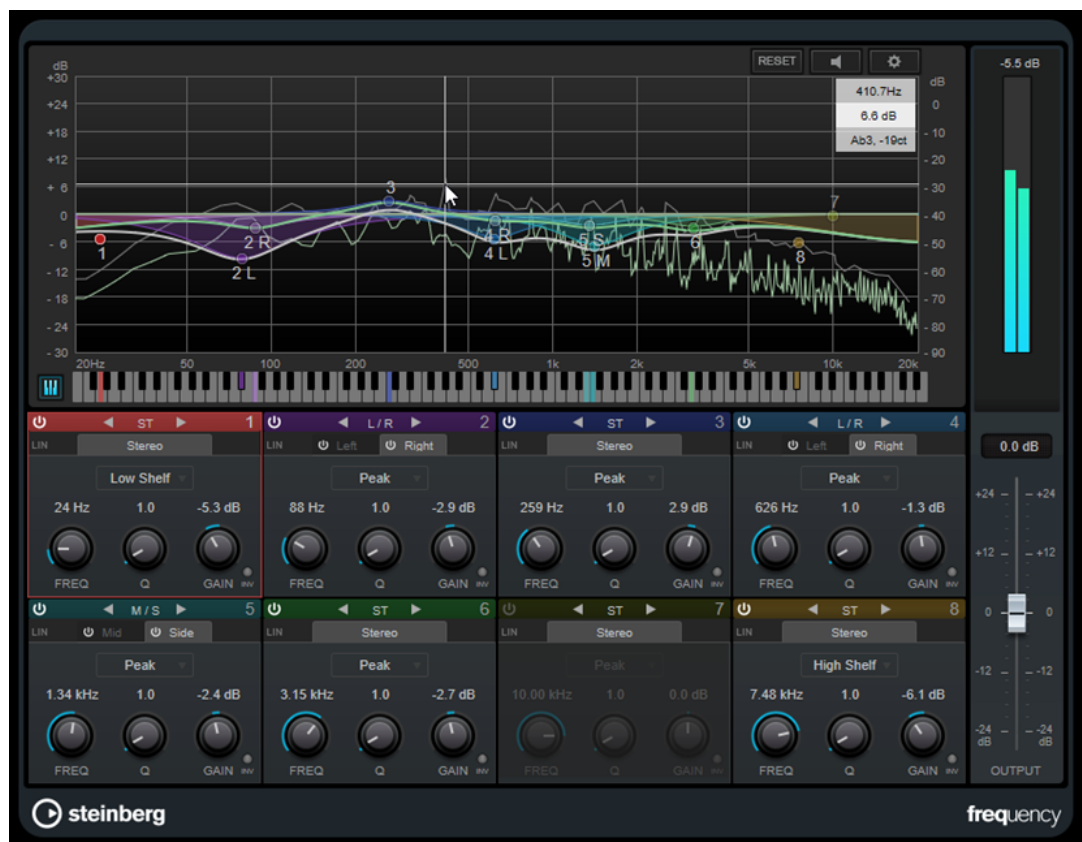 RESET
-5.5 dB
dB
+30
+24
+18
+12
+ 6
0
- 6
- 12
- 18
- 24
- 30
410.7Hz
6.6 dB
Ab3, -19ct
dB
0
- 10
- 20
- 30
- 40
- 50
- 60
- 70
- 80
- 90
1
2 R
2 L
3
4 R
4 L
5 S
5 M
6
7
8
20Hz 50 100 200 500 1k 2k 5k 10k 20k
ST 1
LIN Stereo
Low Shelf
24 Hz 1.0 -5.3 dB
FREQ Q GAIN INV
L/R 2
LIN Left Right
Peak
88 Hz 1.0 -2.9 dB
FREQ Q GAIN INV
ST 3
LIN Stereo
Peak
259 Hz 1.0 2.9 dB
FREQ Q GAIN INV
L/R 4
LIN Left Right
Peak
626 Hz 1.0 -1.3 dB
FREQ Q GAIN INV
M/S 5
LIN Mid Side
Peak
1.34 kHz 1.0 -2.4 dB
FREQ Q GAIN INV
ST 6
LIN Stereo
Peak
3.15 kHz 1.0 -2.7 dB
FREQ Q GAIN INV
ST 7
LIN Stereo
Peak
10.00 kHz 1.0 0.0 dB
FREQ Q GAIN INV
ST 8
LIN Stereo
High Shelf
7.48 kHz 1.0 -6.1 dB
FREQ Q GAIN INV
0.0 dB
+24 +24
+12 +12
0 0
-12 -12
-24 -24
dB dB
OUTPUT
steinberg
frequency